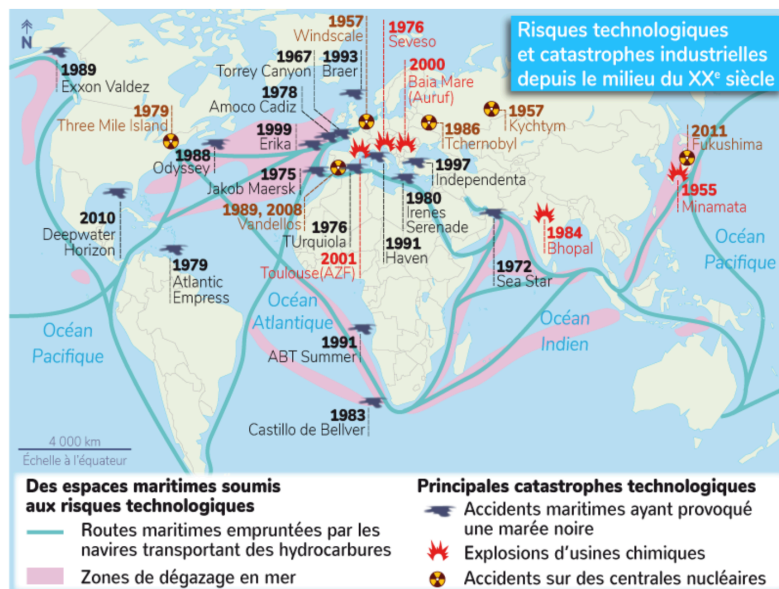 Risques technologiques
et catastrophes industrielles
depuis le milieu du XXe siècle
N
1989
Exxon Valdez
1979
Three Mile Island
1988
Odyssey
2010
Deepwater
Horizon
1979
Atlantic
Empress
1957
Windscale
1967
Torrey Canyon
1993
Braer
1978
Amoco Cadiz
1999
Erika
1975
Jakob Maersk
1989, 2008
Vandellos
1976
TUrquiola
2001
Toulouse(AZF)
1976
Seveso
2000
Baia Mare
(Auruf)
1986
Tchernobyl
1957
Kychtym
1997
Independenta
1980
Irenes
Serenade
1991
Haven
1972
Sea Star
1984
Bhopal
2011
Fukushima
1955
Minamata
1991
ABT Summer
1983
Castillo de Bellver
Océan
Pacifique
Océan
Atlantique
Océan
Indien
Océan
Pacifique
4 000 km
Échelle à l'équateur
Des espaces maritimes soumis
aux risques technologiques
Routes maritimes empruntées par les
navires transportant des hydrocarbures
Zones de dégazage en mer
Principales catastrophes technologiques
Accidents maritimes ayant provoqué
une marée noire
Explosions d'usines chimiques
Accidents sur des centrales nucléaires